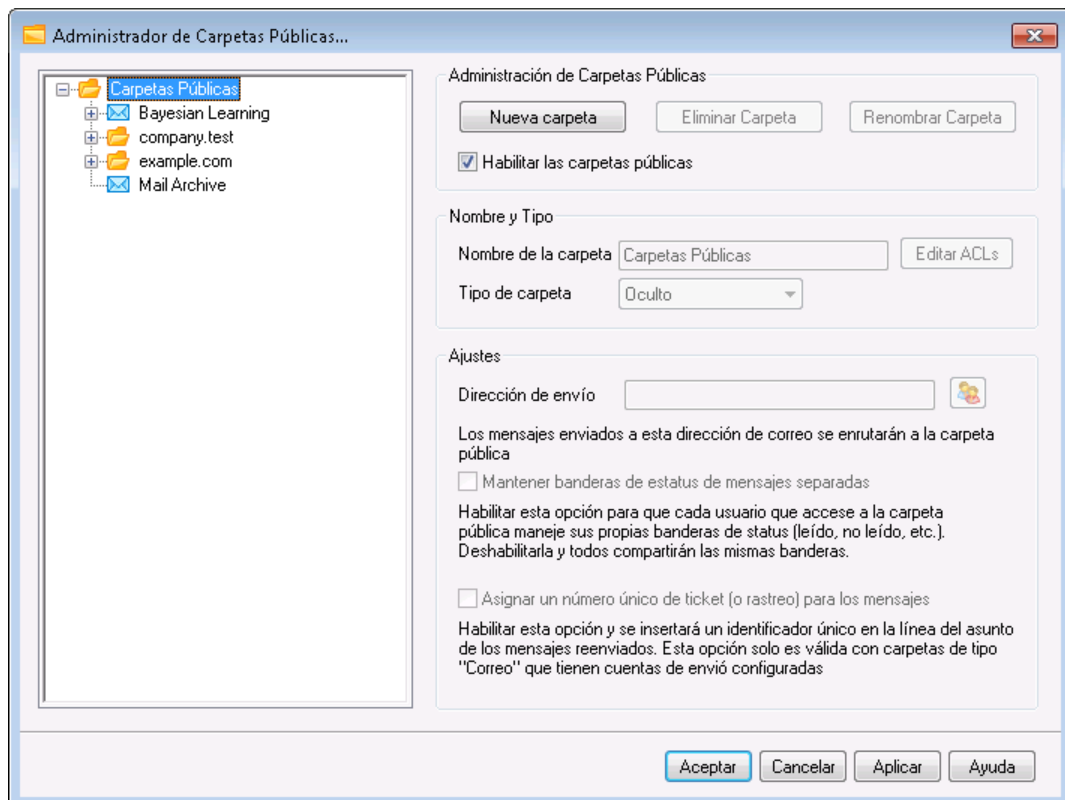 Administrador de Carpetas Públicas...
Carpetas Públicas
Bayesian Learning
company.test
example.com
Mail Archive
Administración de Carpetas Públicas
Nueva carpeta
Eliminar Carpeta
Renombrar Carpeta
Habilitar las carpetas públicas
Nombre y Tipo
Nombre de la carpeta
Carpetas Públicas
Editar ACLs
Tipo de carpeta
Oculto
Ajustes
Dirección de envío
Los mensajes enviados a esta dirección de correo se enrutarán a la carpeta
pública
Mantener banderas de estatus de mensajes separadas
Habilitar esta opción para que cada usuario que accese a la carpeta
pública maneje sus propias banderas de status (leído, no leído, etc.).
Deshabilitarla y todos compartirán las mismas banderas.
Asignar un número único de ticket (o rastreo) para los mensajes
Habilitar esta opción y se insertará un identificador único en la línea del asunto
de los mensajes reenviados. Esta opción solo es válida con carpetas de tipo
"Correo" que tienen cuentas de envió configuradas
Aceptar
Cancelar
Aplicar
Ayuda